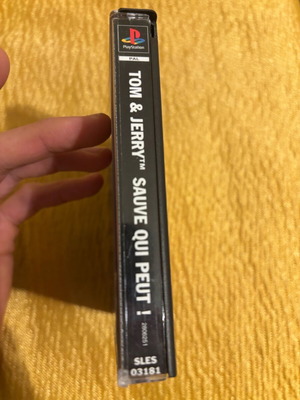 PlayStation
PAL
TOM & JERRY™ SAUVE QUI PEUT !
SLES
03181